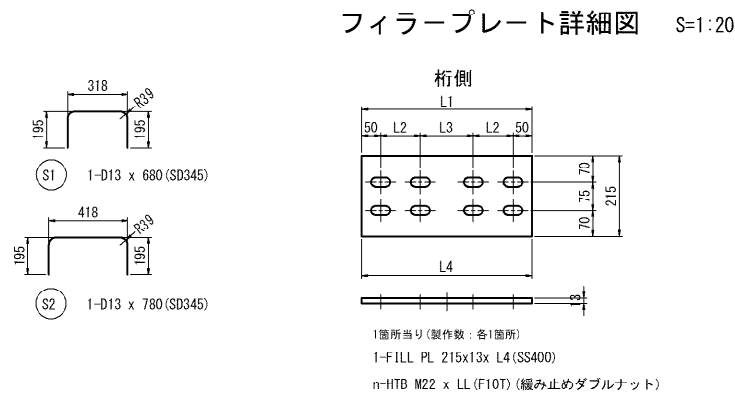 フィラープレート詳細図 S=1:20
318
R39
195
195
S1 1-D13 x 680(SD345)
418
R39
195
195
S2 1-D13 x 780(SD345)
桁側
L1
50 L2 L3 L2 50
70
75
70
215
L4
13
1箇所当り(製作数:各1箇所)
1-FILL PL 215x13x L4(SS400)
n-HTB M22 x LL(F10T)(緩み止めダブルナット)